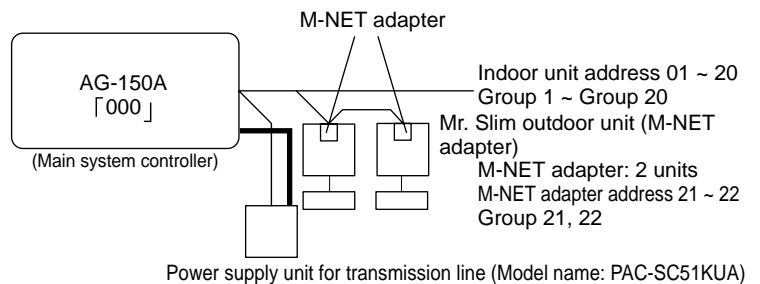 M-NET adapter
AG-150A
「000」
(Main system controller)
Indoor unit address 01 ~ 20
Group 1 ~ Group 20
Mr. Slim outdoor unit (M-NET
adapter)
M-NET adapter: 2 units
M-NET adapter address 21 ~ 22
Group 21, 22
Power supply unit for transmission line (Model name: PAC-SC51KUA)